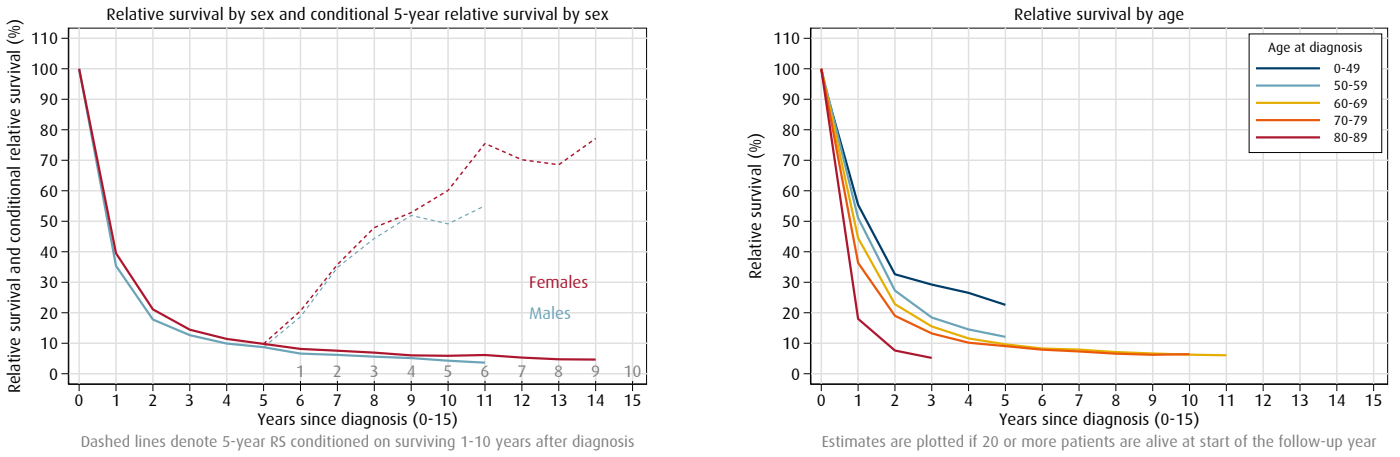 Relative survival by sex and conditional 5-year relative survival by sex
Relative survival and conditional relative survival (%)
110
100
90
80
70
60
50
40
30
20
10
0
Females
Males
1 2 3 4 5 6 7 8 9 10
0 1 2 3 4 5 6 7 8 9 10 11 12 13 14 15
Years since diagnosis (0-15)
Dashed lines denote 5-year RS conditioned on surviving 1-10 years after diagnosis
Relative survival by age
Relative survival (%)
110
100
90
80
70
60
50
40
30
20
10
0
Age at diagnosis
0-49
50-59
60-69
70-79
80-89
0 1 2 3 4 5 6 7 8 9 10 11 12 13 14 15
Years since diagnosis (0-15)
Estimates are plotted if 20 or more patients are alive at start of the follow-up year